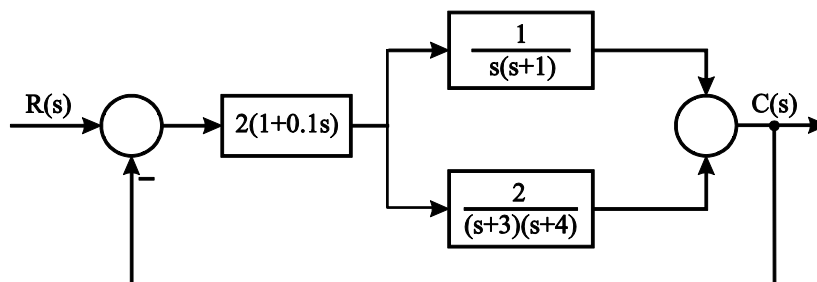 R(s)
2(1+0.1s)
1
s(s+1)
2
(s+3)(s+4)
C(s)
−